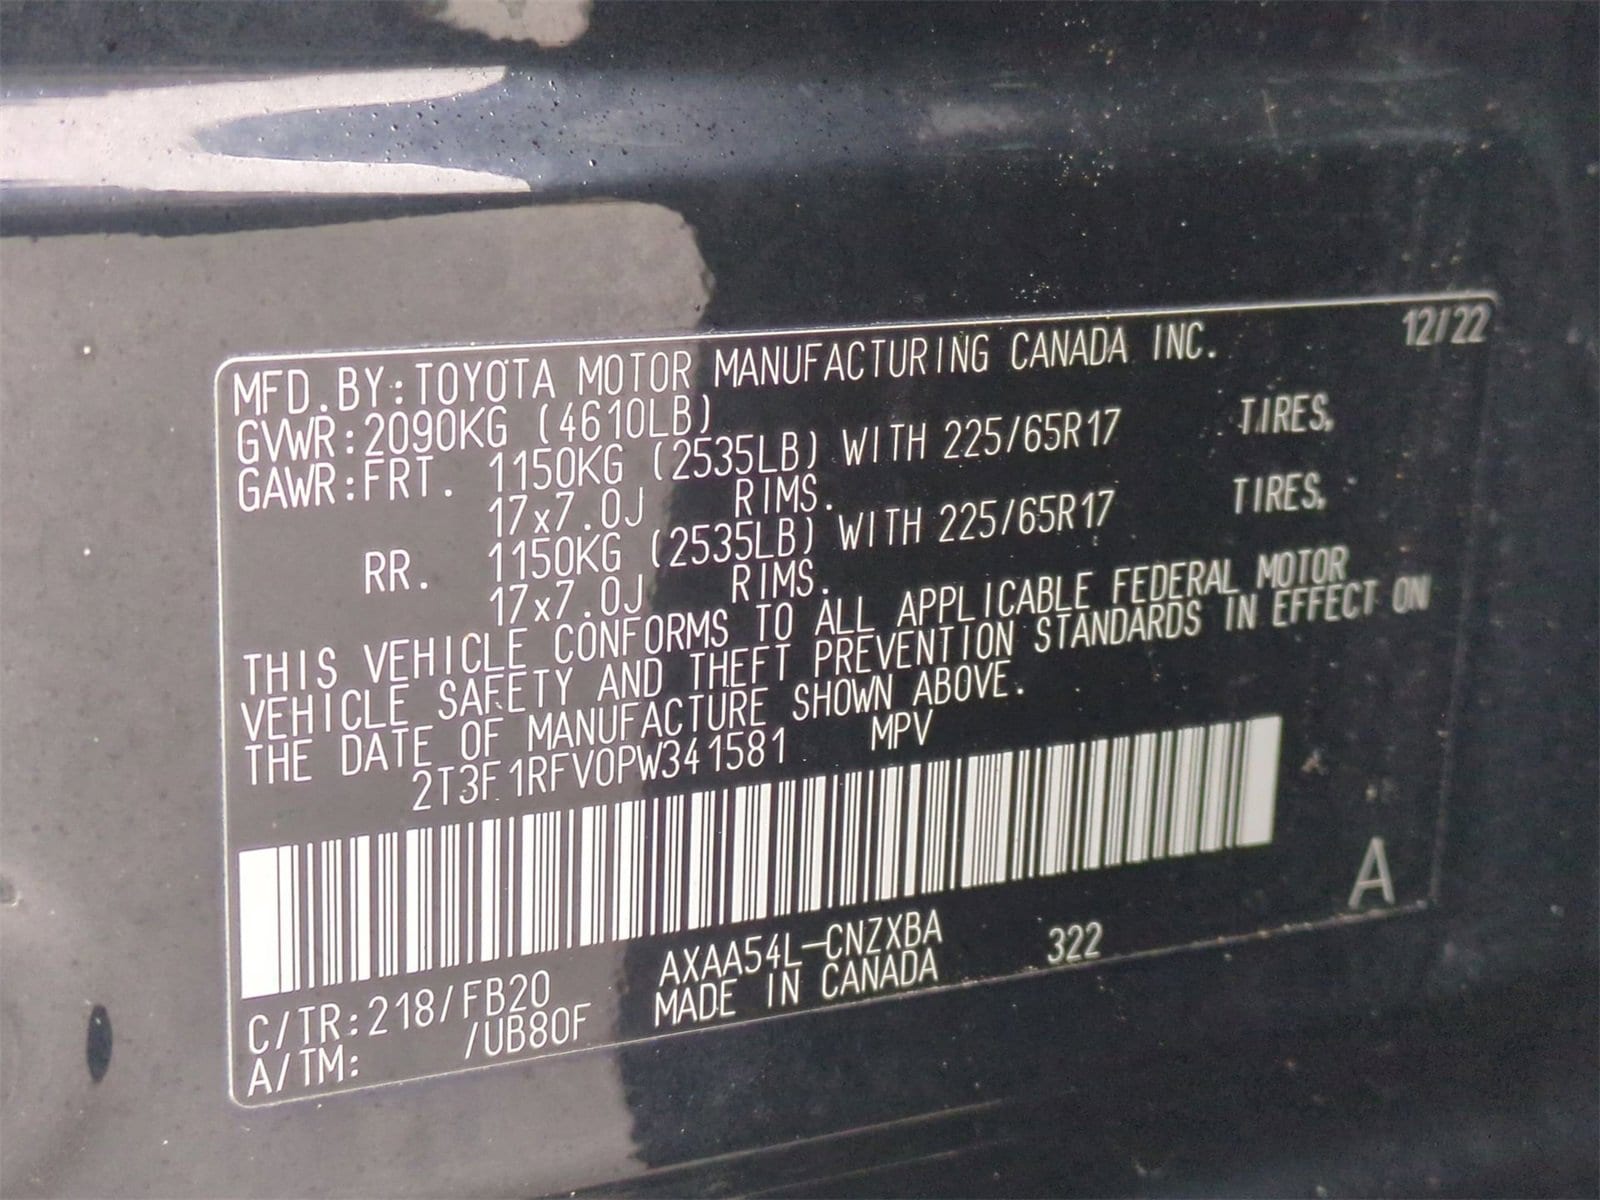 MFD.BY:TOYOTA MOTOR MANUFACTURING CANADA INC. 12/22
GVWR:2090KG (4610LB)
GAWR:FRT. 1150KG (2535LB) WITH 225/65R17 TIRES,
17x7.0J RIMS.
RR. 1150KG (2535LB) WITH 225/65R17 TIRES,
17x7.0J RIMS.
THIS VEHICLE CONFORMS TO ALL APPLICABLE FEDERAL MOTOR
VEHICLE SAFETY AND THEFT PREVENTION STANDARDS IN EFFECT ON
THE DATE OF MANUFACTURE SHOWN ABOVE.
2T3F1RFV0PW341581 MPV
A
AXAA54L-CNZXBA 322
C/TR:218/FB20 MADE IN CANADA
A/TM: /UB80F